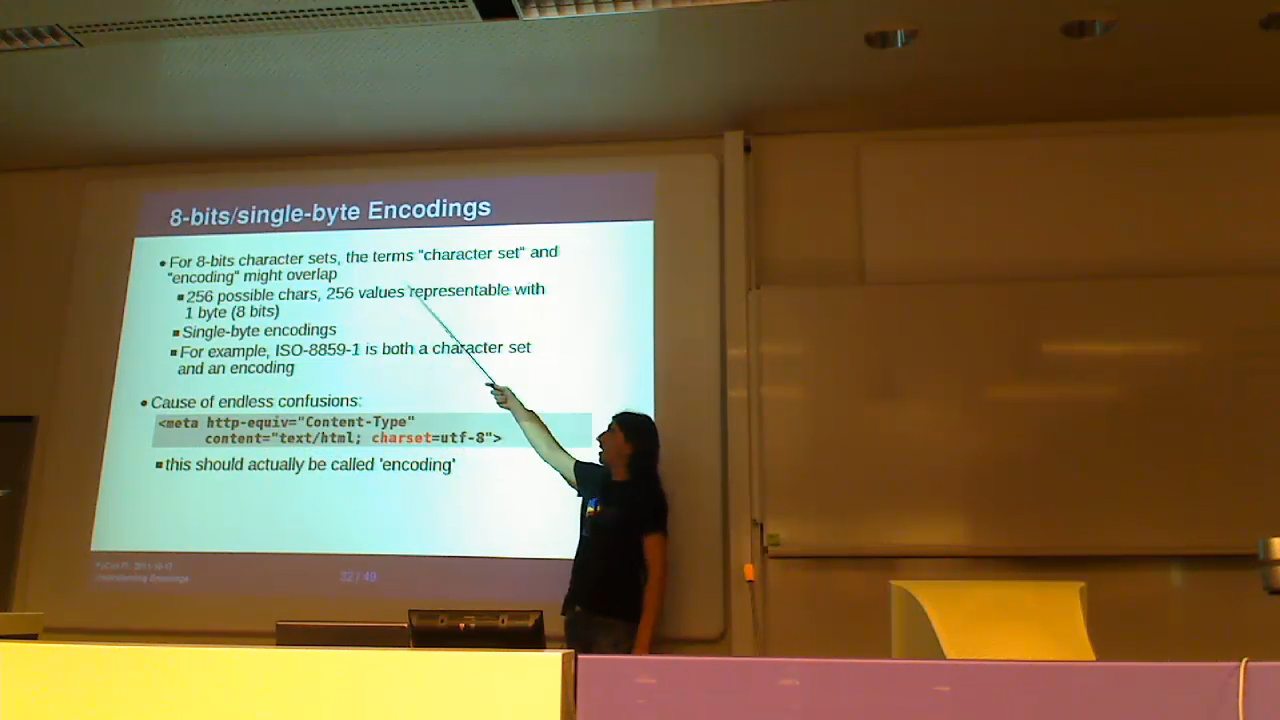 8-bits/single-byte Encodings
For 8-bits character sets, the terms "character set" and
"encoding" might overlap
256 possible chars, 256 values representable with
1 byte (8 bits)
Single-byte encodings
For example, ISO-8859-1 is both a character set
and an encoding
Cause of endless confusions:
<meta http-equiv="Content-Type"
content="text/html; charset=utf-8">
this should actually be called 'encoding'
Understanding Encodings
32 / 49